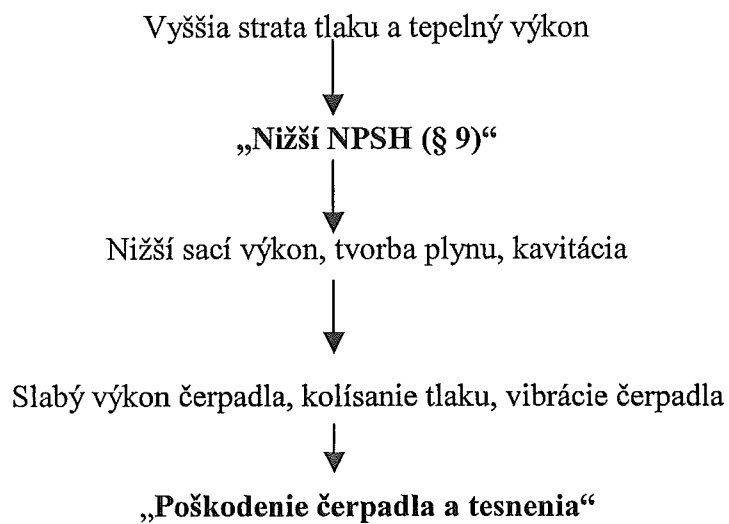 Vyššia strata tlaku a tepelný výkon
„Nižší NPSH (§ 9)“
Nižší sací výkon, tvorba plynu, kavitácia
Slabý výkon čerpadla, kolísanie tlaku, vibrácie čerpadla
„Poškodenie čerpadla a tesnenia“